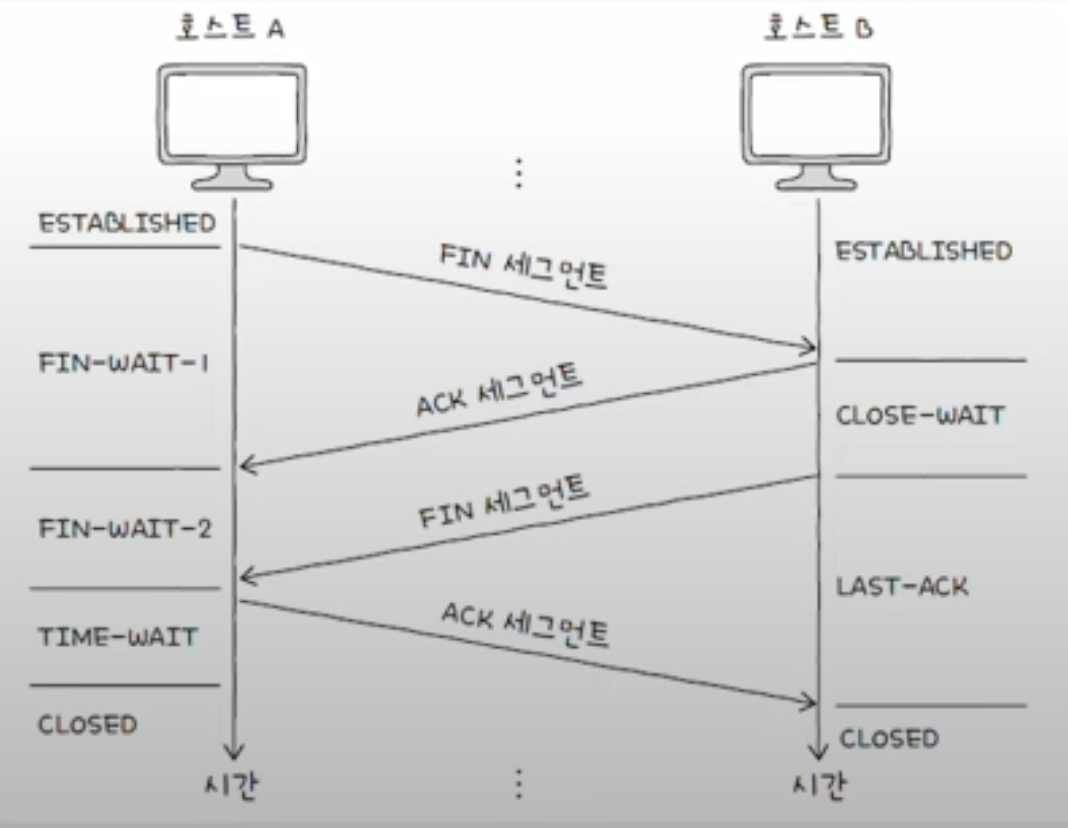 호스트 A
호스트 B
ESTABLISHED
ESTABLISHED
FIN 세그먼트
FIN-WAIT-1
ACK 세그먼트
CLOSE-WAIT
FIN 세그먼트
FIN-WAIT-2
LAST-ACK
ACK 세그먼트
TIME-WAIT
CLOSED
CLOSED
시간
시간